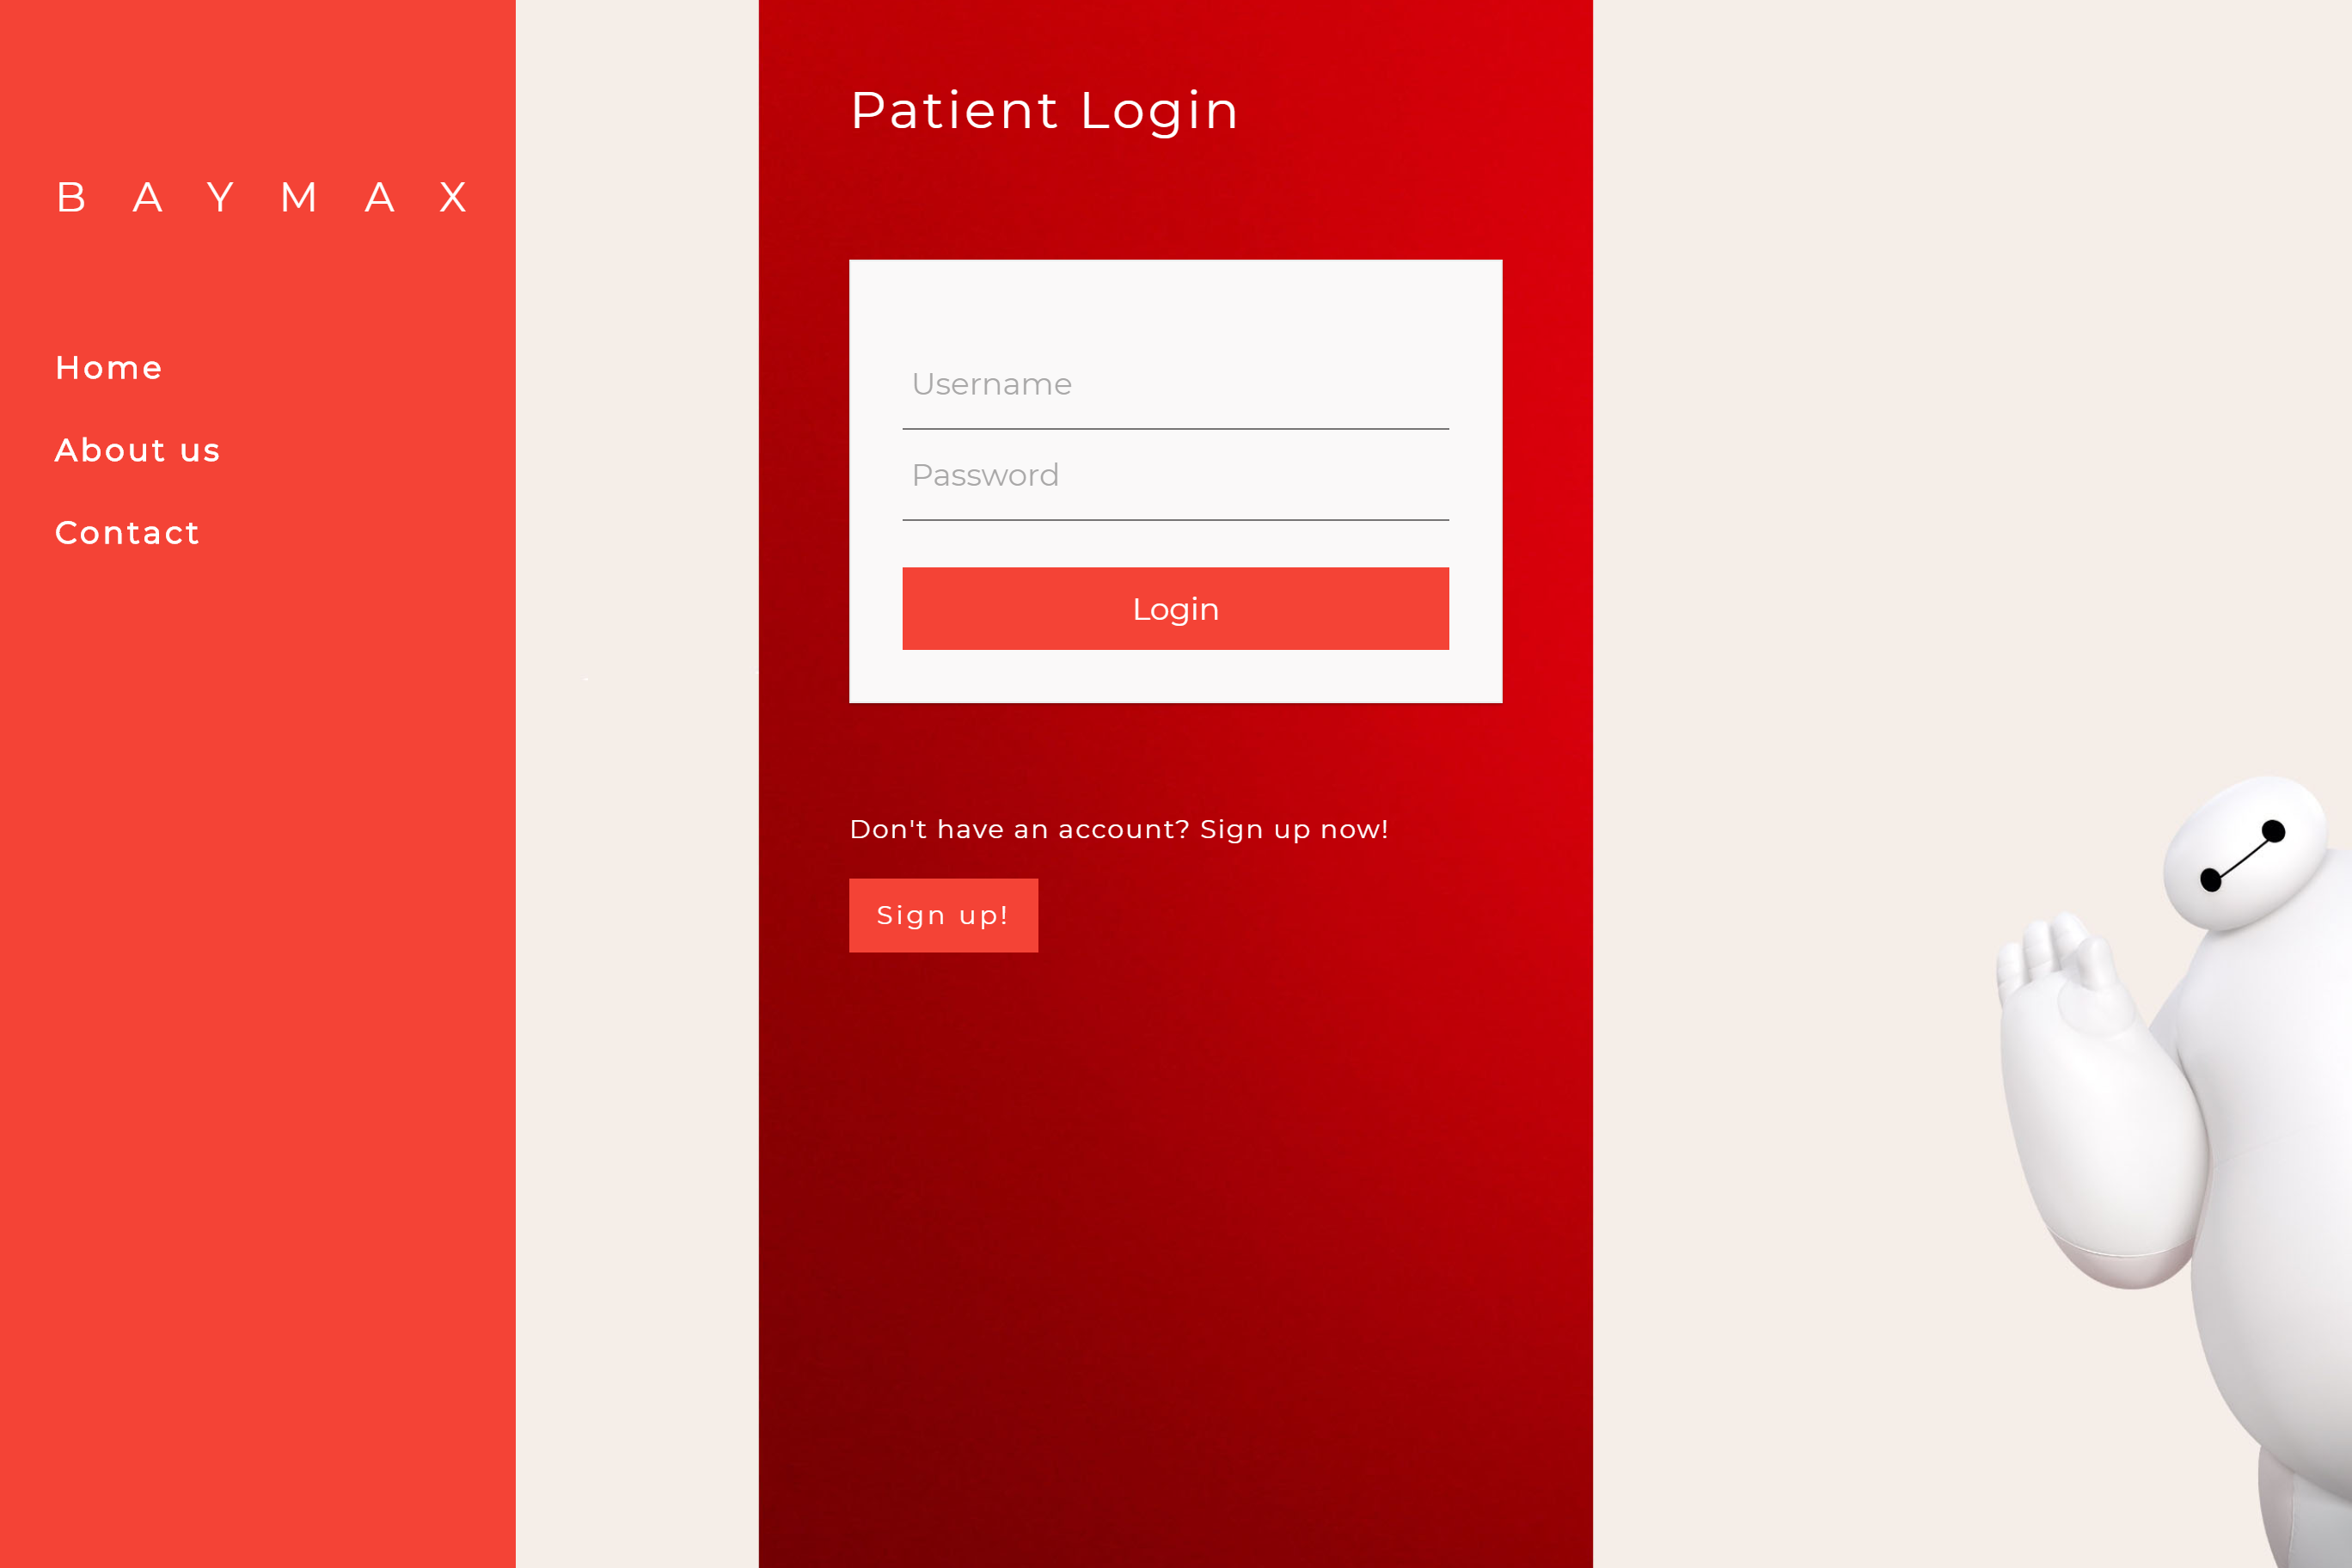 B A Y M A X
Home
About us
Contact
Patient Login
Username
Password
Login
Don't have an account? Sign up now!
Sign up!